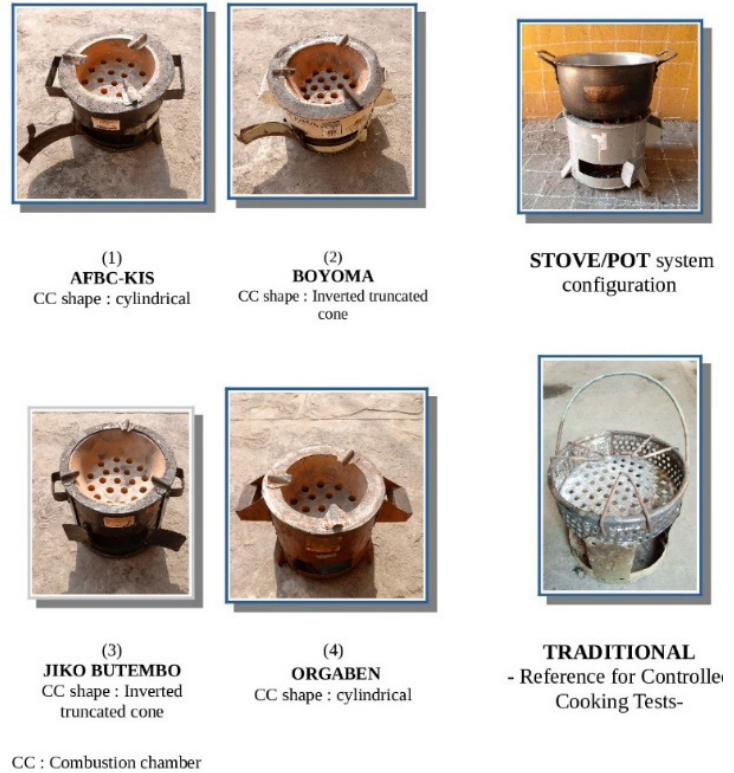 (1)
AFBC-KIS
CC shape : cylindrical
(2)
BOYOMA
CC shape : Inverted truncated
cone
STOVE/POT system
configuration
(3)
JIKO BUTEMBO
CC shape : Inverted
truncated cone
(4)
ORGABEN
CC shape : cylindrical
TRADITIONAL
- Reference for Controlle
Cooking Tests-
CC : Combustion chamber